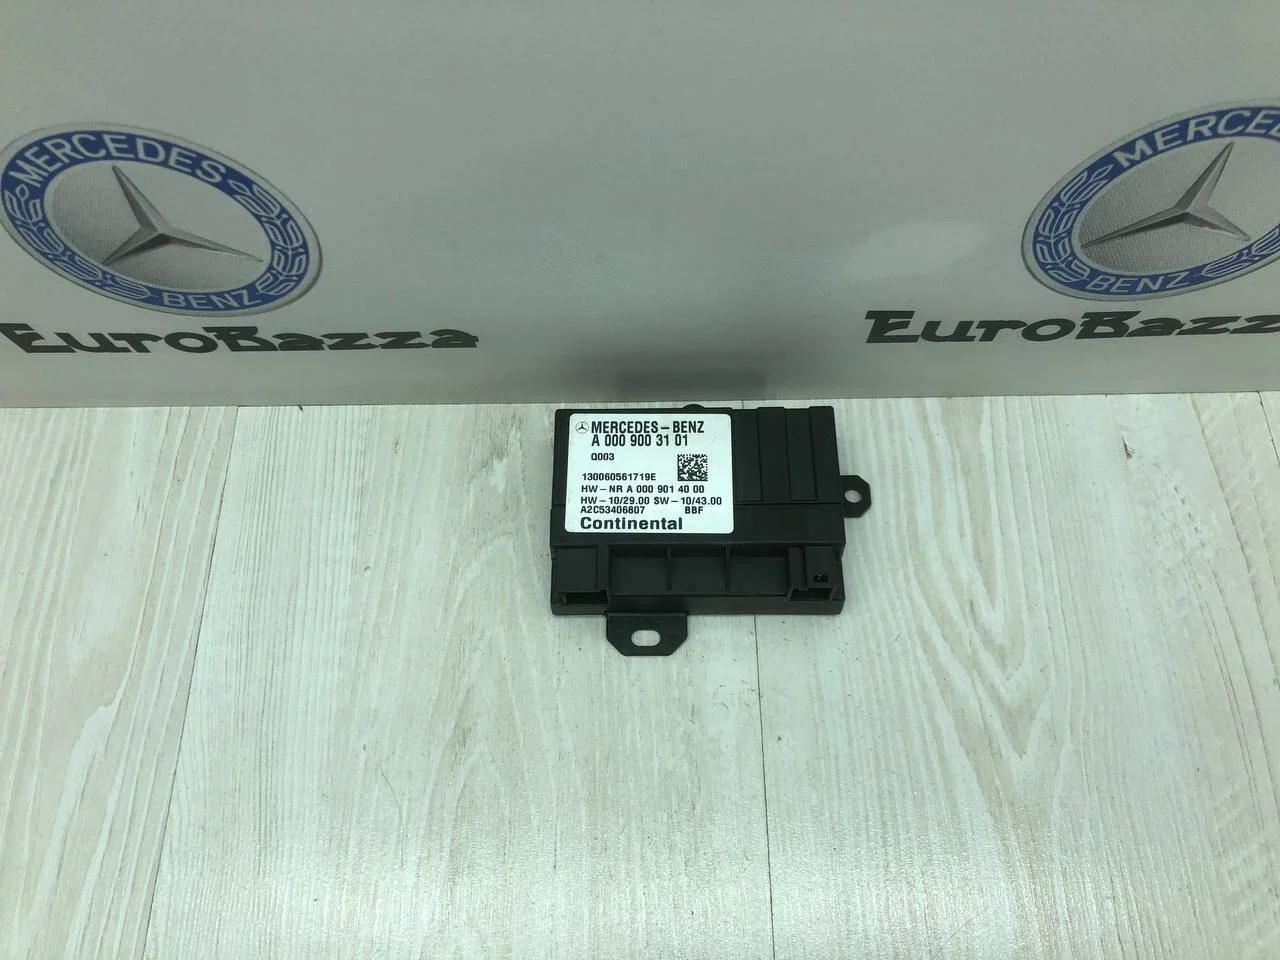 MERCEDES
BENZ
EuroBazza
MERCEDES
BENZ
EuroBazza
MERCEDES-BENZ
A 000 900 31 01
Q003
130060561719E
HW-NR A 000 901 40 00
HW-10/29.00 SW-10/43.00
A2C53406807 BBF
Continental